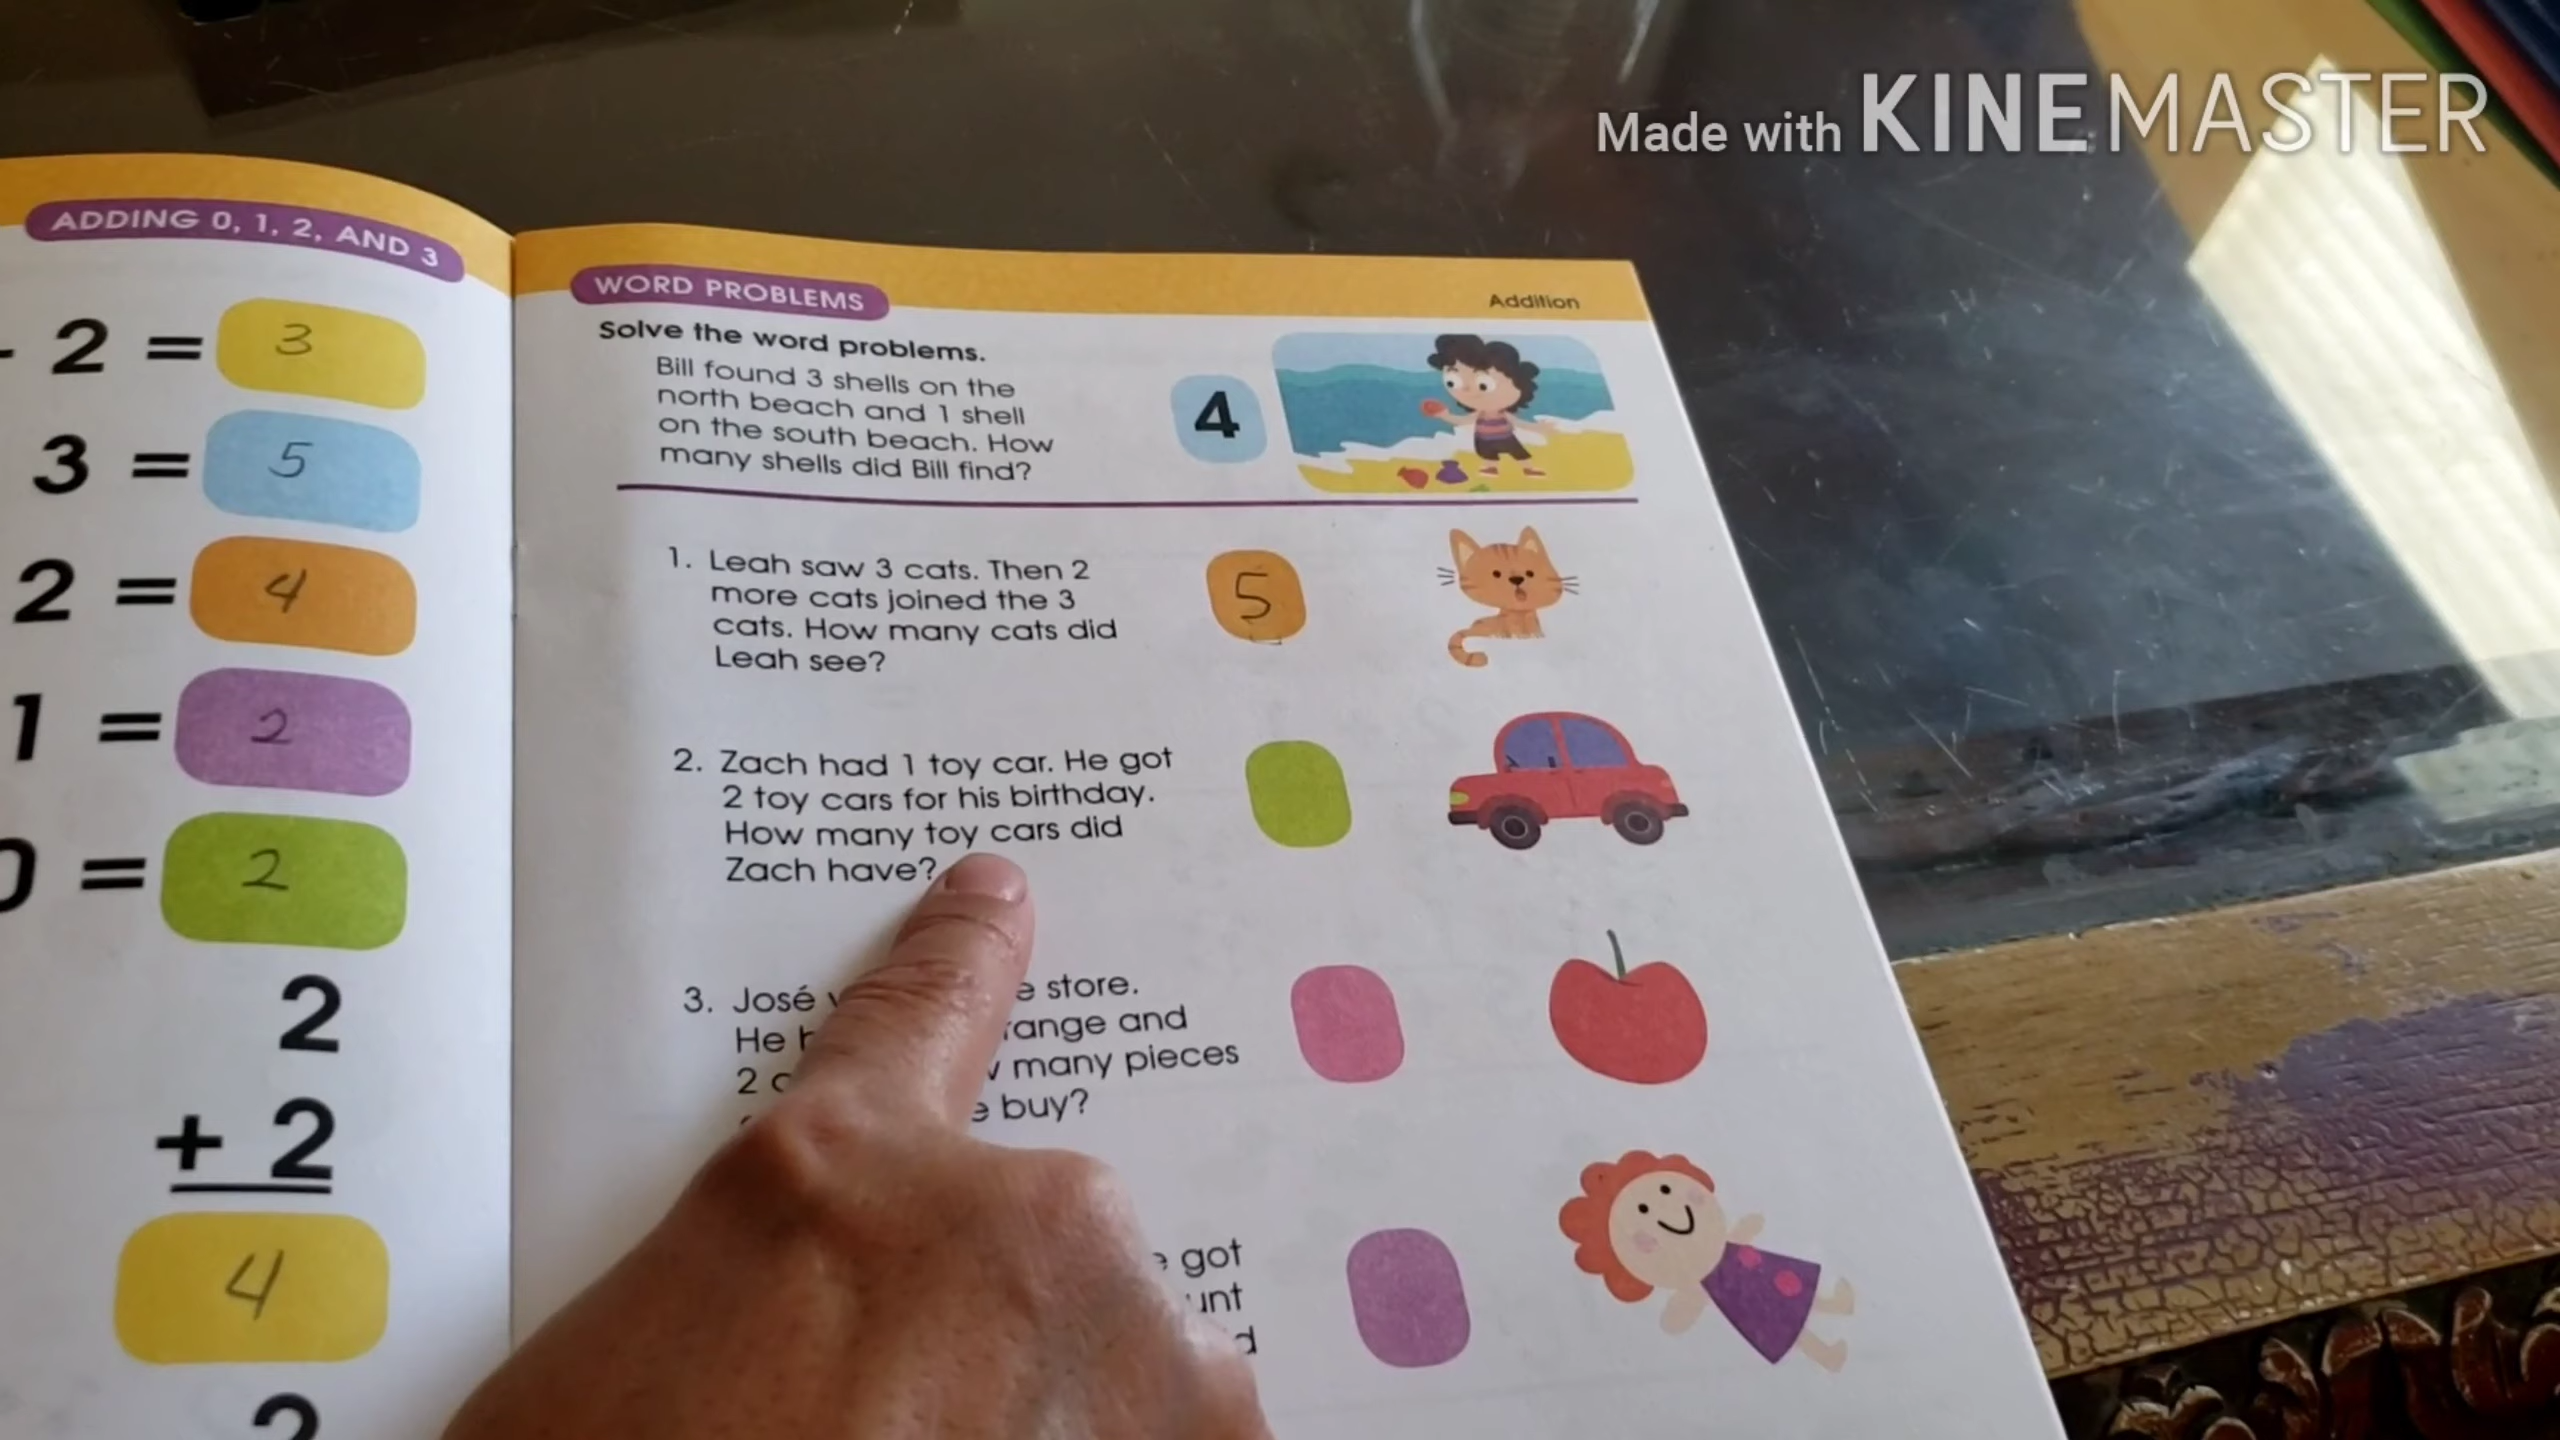 Made with KINEMASTER
ADDING 0, 1, 2, AND 3
2 = 3
3 = 5
2 = 4
1 = 2
0 = 2
2
+ 2
4
2
WORD PROBLEMS
Addition
Solve the word problems.
Bill found 3 shells on the
north beach and 1 shell
on the south beach. How
many shells did Bill find?
4
1. Leah saw 3 cats. Then 2
more cats joined the 3
cats. How many cats did
Leah see?
5
2. Zach had 1 toy car. He got
2 toy cars for his birthday.
How many toy cars did
Zach have?
3. José store.
He and
2 many pieces
buy?
got